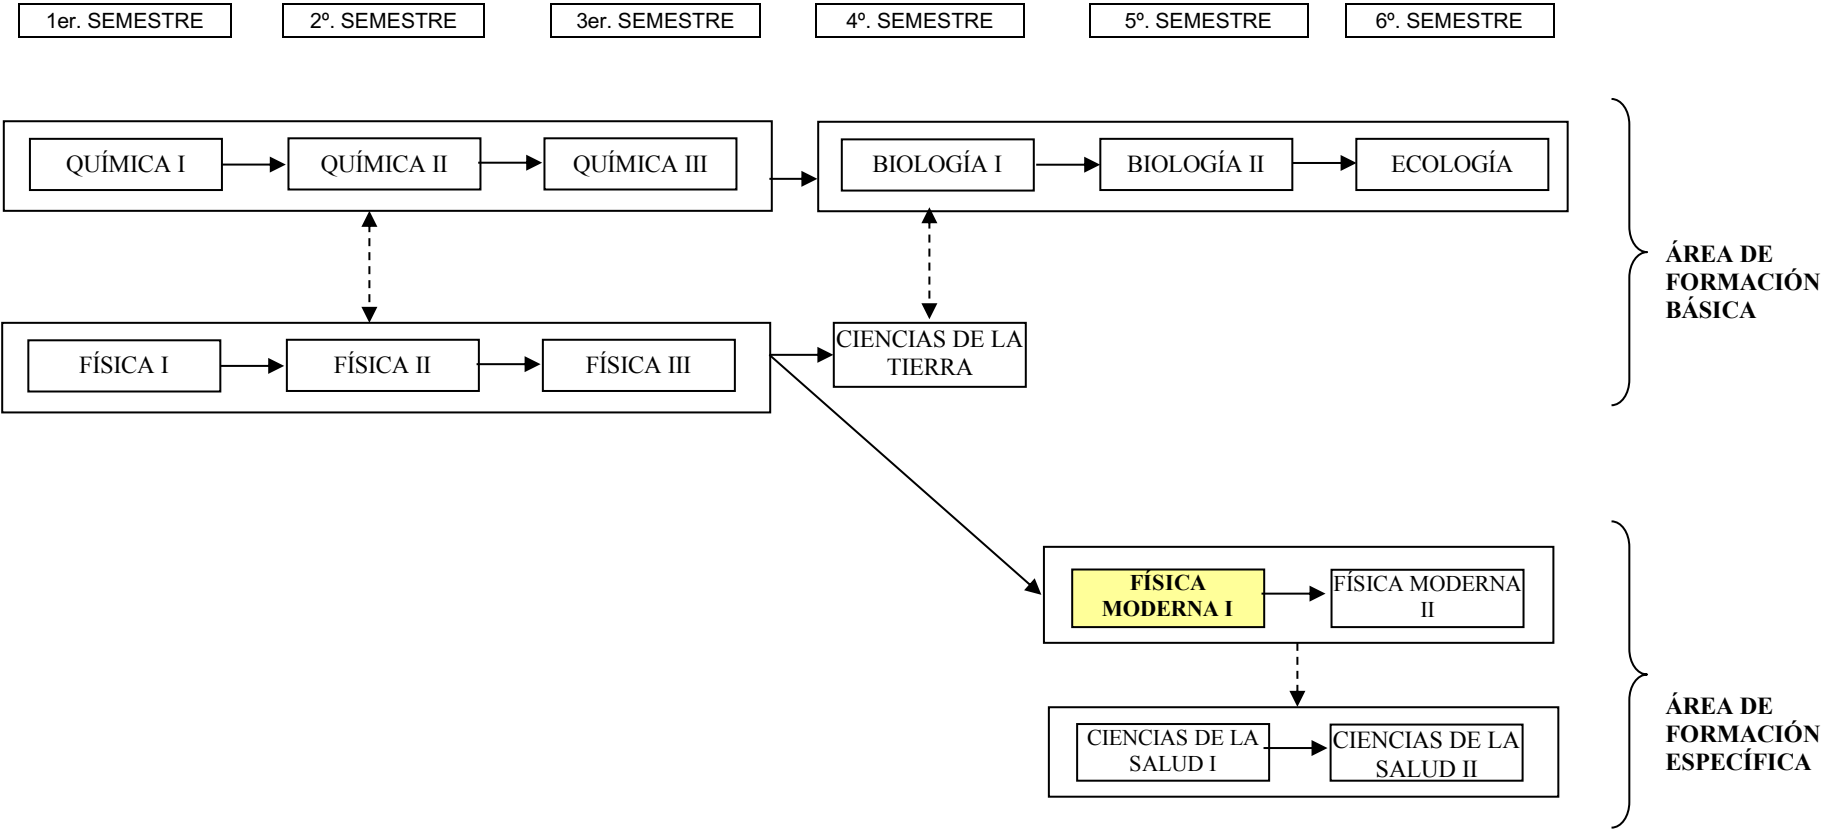 1er. SEMESTRE
2º. SEMESTRE
3er. SEMESTRE
4º. SEMESTRE
5º. SEMESTRE
6º. SEMESTRE
QUÍMICA I
QUÍMICA II
QUÍMICA III
BIOLOGÍA I
BIOLOGÍA II
ECOLOGÍA
ÁREA DE
FORMACIÓN
BÁSICA
FÍSICA I
FÍSICA II
FÍSICA III
CIENCIAS DE LA
TIERRA
FÍSICA
MODERNA I
FÍSICA MODERNA
II
CIENCIAS DE LA
SALUD I
CIENCIAS DE LA
SALUD II
ÁREA DE
FORMACIÓN
ESPECÍFICA